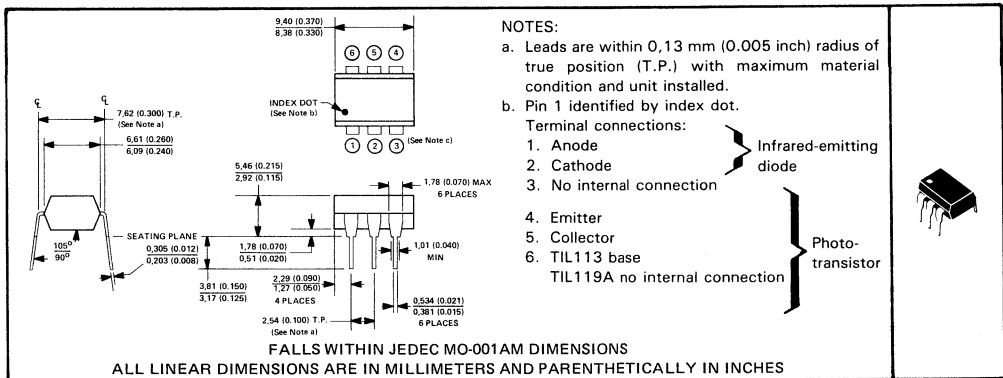 9,40 (0.370)
8,38 (0.330)
6 5 4
INDEX DOT
(See Note b)
1 2 3 (See Note c)
℄ ℄
7,62 (0.300) T.P.
(See Note a)
6,61 (0.260)
6,09 (0.240)
105°
90°
SEATING PLANE
0,305 (0.012)
0,203 (0.008)
5,46 (0.215)
2,92 (0.115)
1,78 (0.070) MAX
6 PLACES
1,78 (0.070)
0,51 (0.020)
1,01 (0.040)
MIN
3,81 (0.150)
3,17 (0.125)
2,29 (0.090)
1,27 (0.050)
4 PLACES
0,534 (0.021)
0,381 (0.015)
6 PLACES
2,54 (0.100) T.P.
(See Note a)
NOTES:
a. Leads are within 0,13 mm (0.005 inch) radius of
true position (T.P.) with maximum material
condition and unit installed.
b. Pin 1 identified by index dot.
Terminal connections:
1. Anode
2. Cathode
Infrared-emitting
diode
3. No internal connection
4. Emitter
5. Collector
6. TIL113 base
TIL119A no internal connection
Photo-
transistor
FALLS WITHIN JEDEC MO-001AM DIMENSIONS
ALL LINEAR DIMENSIONS ARE IN MILLIMETERS AND PARENTHETICALLY IN INCHES